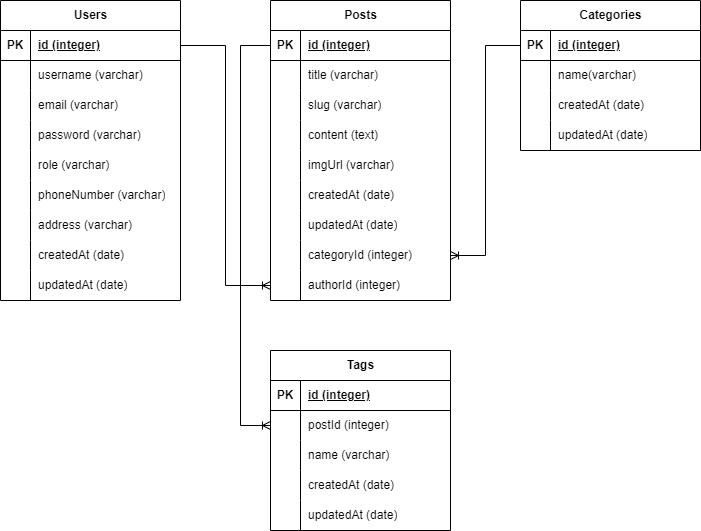 Users
PK id (integer)
username (varchar)
email (varchar)
password (varchar)
role (varchar)
phoneNumber (varchar)
address (varchar)
createdAt (date)
updatedAt (date)
Posts
PK id (integer)
title (varchar)
slug (varchar)
content (text)
imgUrl (varchar)
createdAt (date)
updatedAt (date)
categoryId (integer)
authorId (integer)
Categories
PK id (integer)
name(varchar)
createdAt (date)
updatedAt (date)
Tags
PK id (integer)
postId (integer)
name (varchar)
createdAt (date)
updatedAt (date)